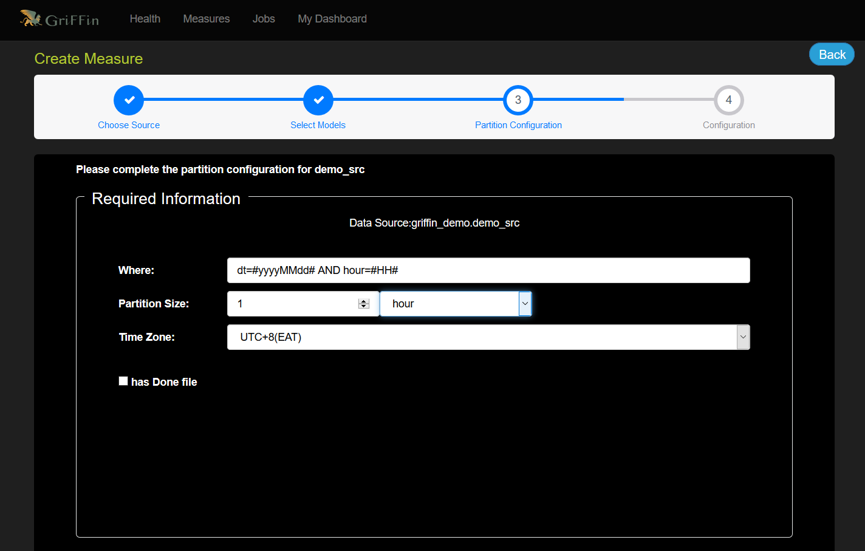 GriFFin Health Measures Jobs My Dashboard
Create Measure
Back
3
4
Choose Source
Select Models
Partition Configuration
Configuration
Please complete the partition configuration for demo_src
Required Information
Data Source:griffin_demo.demo_src
Where: dt=#yyyyMMdd# AND hour=#HH#
Partition Size: 1 hour
Time Zone: UTC+8(EAT)
has Done file